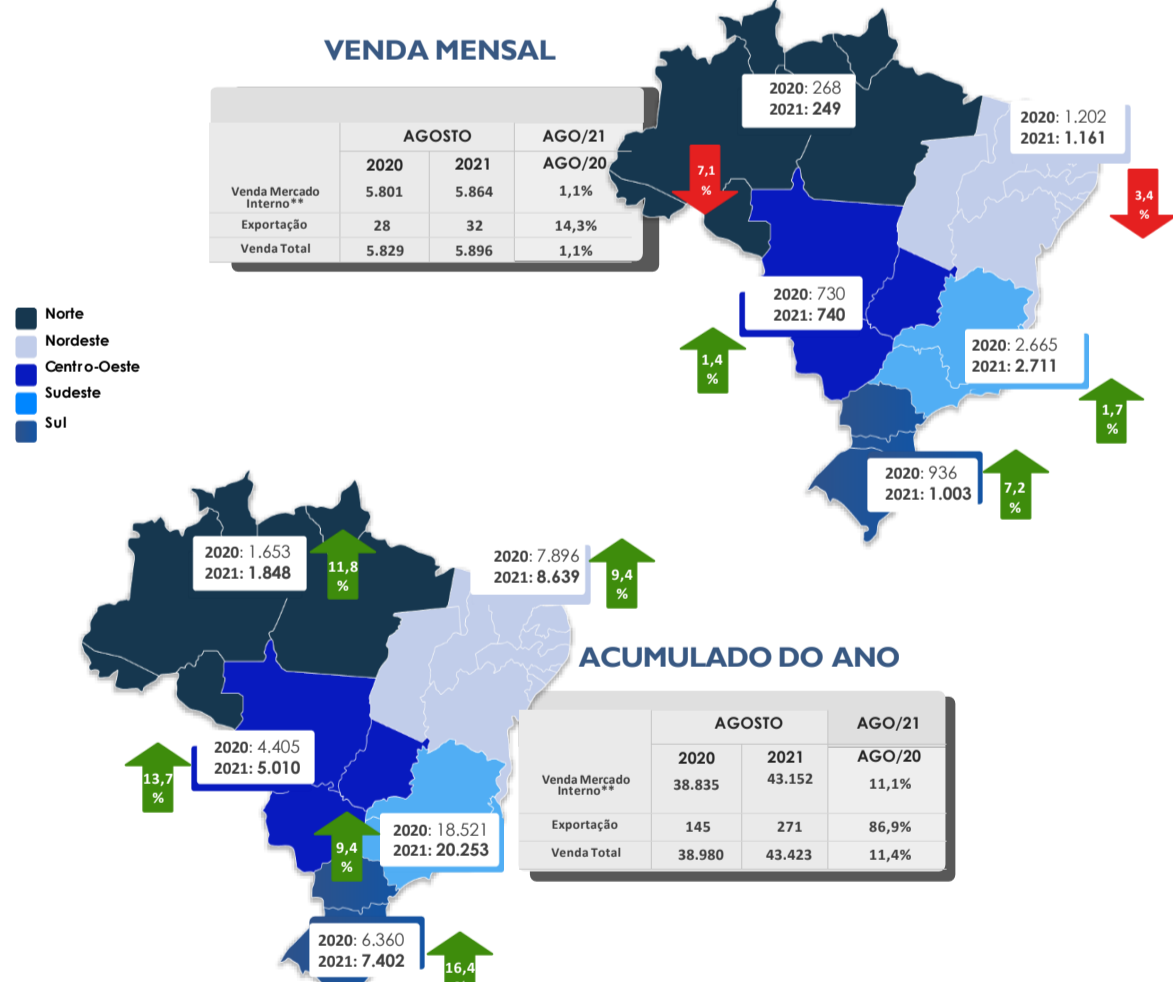 VENDA MENSAL
AGOSTO AGO/21
2020 2021 AGO/20
Venda Mercado
Interno** 5.801 5.864 1,1%
Exportação 28 32 14,3%
Venda Total 5.829 5.896 1,1%
2020: 268
2021: 249
7,1
%
2020: 1.202
2021: 1.161
3,4
%
2020: 730
2021: 740
1,4
%
2020: 2.665
2021: 2.711
1,7
%
2020: 936
2021: 1.003
7,2
%
Norte
Nordeste
Centro-Oeste
Sudeste
Sul
2020: 1.653
2021: 1.848
11,8
%
2020: 7.896
2021: 8.639
9,4
%
ACUMULADO DO ANO
AGOSTO AGO/21
2020 2021 AGO/20
Venda Mercado
Interno** 38.835 43.152 11,1%
Exportação 145 271 86,9%
Venda Total 38.980 43.423 11,4%
2020: 4.405
2021: 5.010
13,7
%
2020: 18.521
2021: 20.253
9,4
%
2020: 6.360
2021: 7.402
16,4